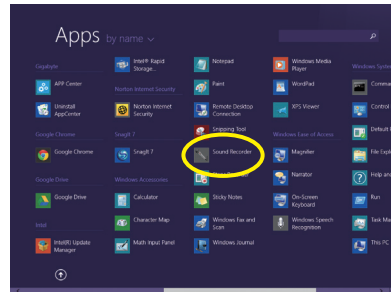 Apps by name
Gigabyte
APP Center
Uninstall
AppCenter
Google Chrome
Google Chrome
Google Drive
Google Drive
Intel
Intel(R) Update
Manager
Intel® Rapid
Storage...
Norton Internet Security
Norton Internet
Security
SnagIt 7
SnagIt 7
Windows Accessories
Calculator
Character Map
Math Input Panel
Notepad
Paint
Remote Desktop
Connection
Snipping Tool
Sound Recorder
Sticky Notes
Windows Fax and
Scan
Windows Journal
Windows Media
Player
WordPad
XPS Viewer
Windows Ease of Access
Magnifier
Narrator
On-Screen
Keyboard
Windows Speech
Recognition
Windows Syste
Comma
Control
Default
File Expl
Help an
Run
Task Ma
This PC